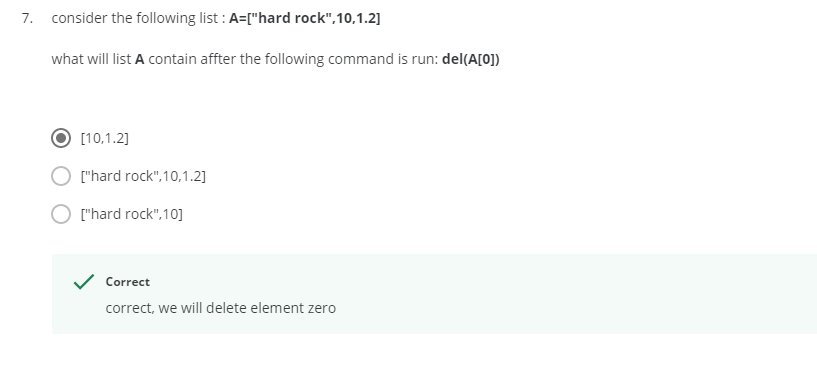 7. consider the following list : A=["hard rock",10,1.2]
what will list A contain affter the following command is run: del(A[0])
[10,1.2]
["hard rock",10,1.2]
["hard rock",10]
Correct
correct, we will delete element zero